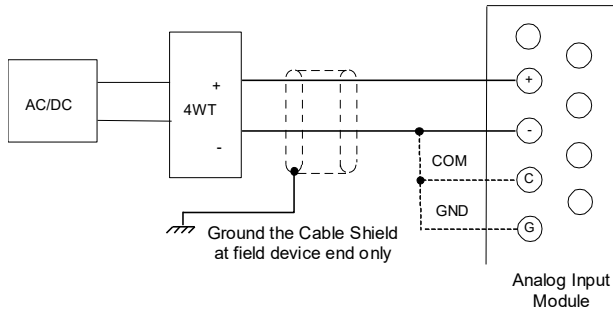 AC/DC
4WT
+
-
+
-
COM
C
GND
G
Ground the Cable Shield
at field device end only
Analog Input
Module